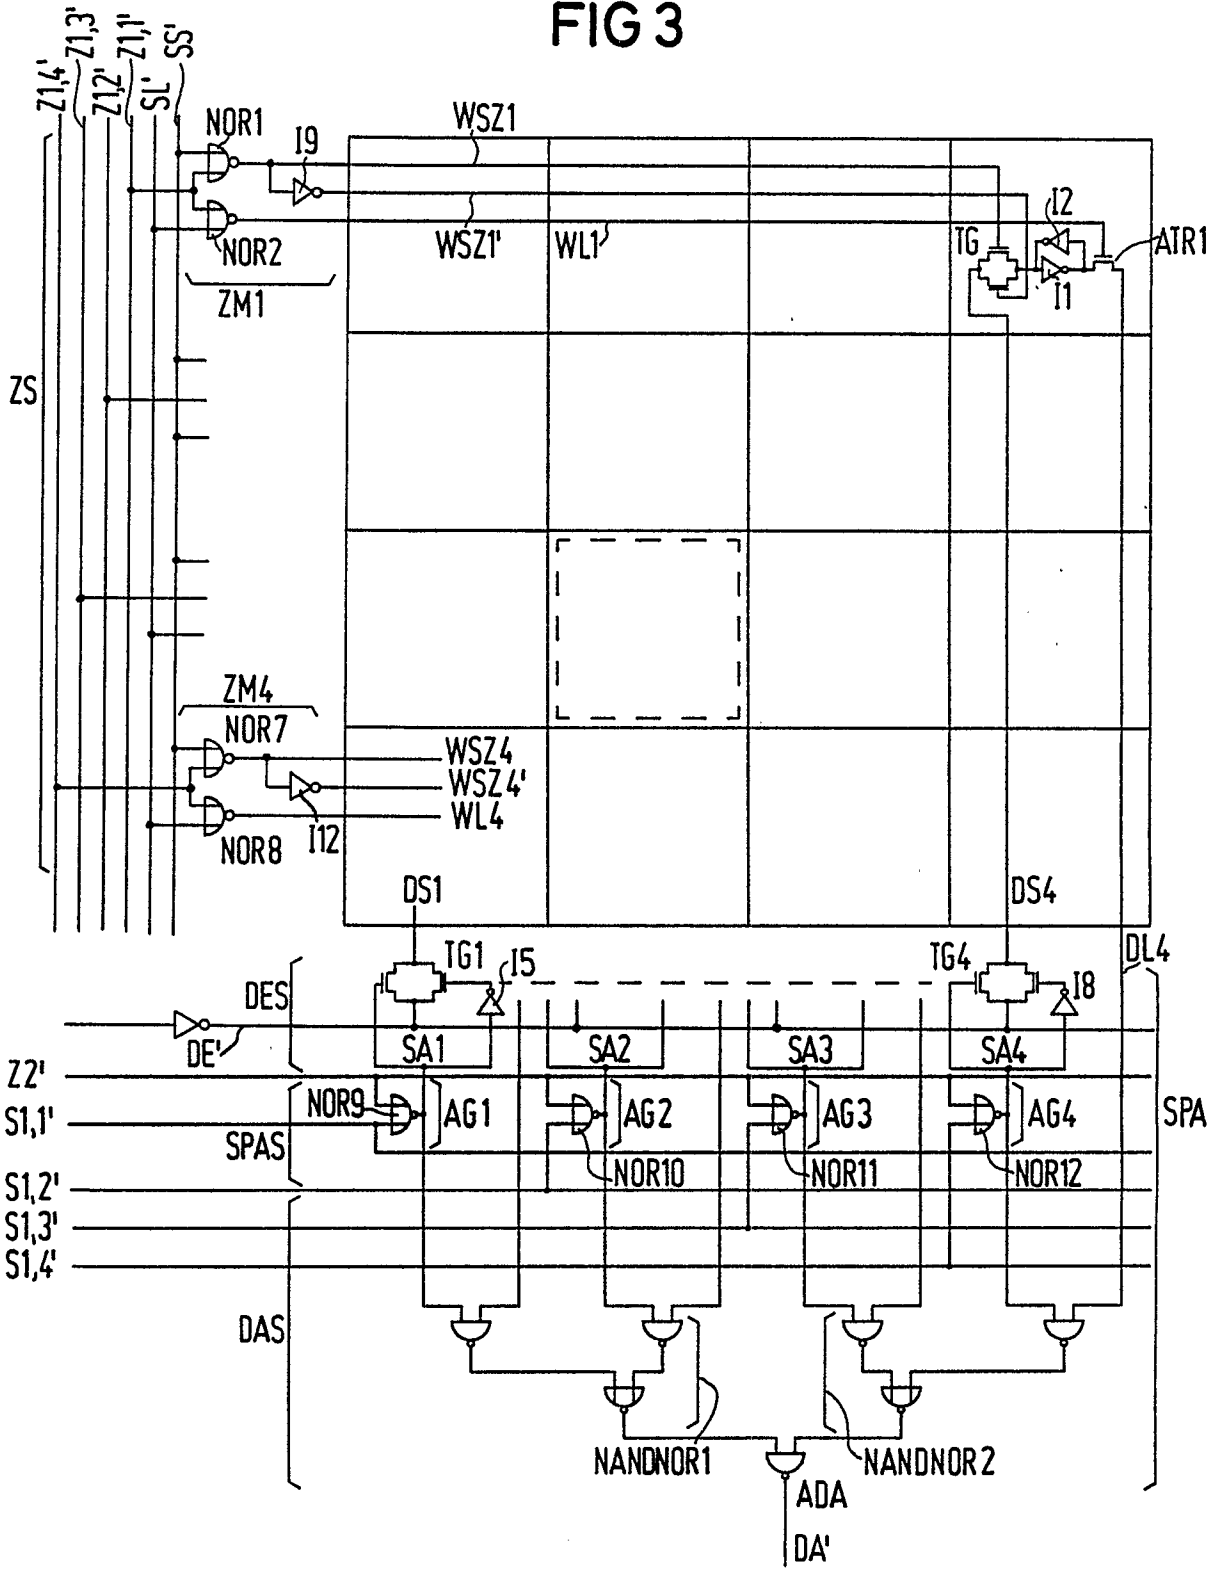 FIG 3
Z1,4'
Z1,3'
Z1,2'
Z1,1'
SL'
SS'
NOR1
I9
WSZ1
WSZ1'
WL1
NOR2
ZM1
I2
TG
ATR1
I1
ZS
ZM4
NOR7
WSZ4
WSZ4'
WL4
I12
NOR8
DS1
DS4
DL4
TG1
I5
TG4
I8
DES
DE'
SA1
SA2
SA3
SA4
Z2'
NOR9
AG1
AG2
AG3
AG4
SPA
S1,1'
SPAS
NOR10
NOR11
NOR12
S1,2'
S1,3'
S1,4'
DAS
NANDNOR1
NANDNOR2
ADA
DA'